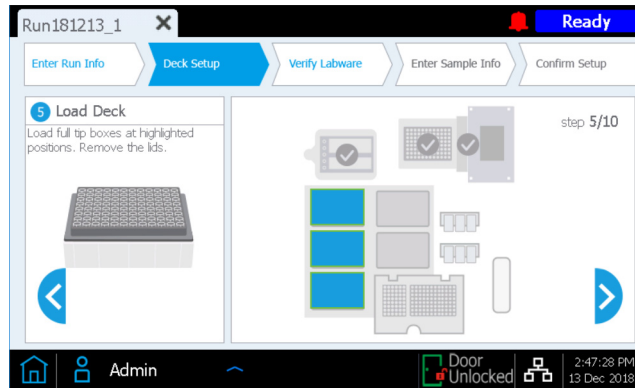 Run181213_1
Ready
Enter Run Info
Deck Setup
Verify Labware
Enter Sample Info
Confirm Setup
5 Load Deck
Load full tip boxes at highlighted
positions. Remove the lids.
step 5/10
Admin
Door
Unlocked
2:47:28 PM
13 Dec 2018